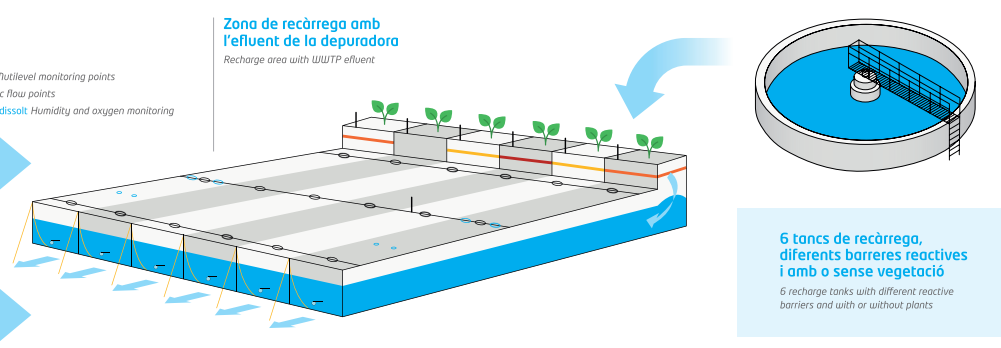 Zona de recàrrega amb
l'efluent de la depuradora
Recharge area with WWTP efluent
flutilevel monitoring points
c flow points
dissolt Humidity and oxygen monitoring
6 tancs de recàrrega,
diferents barreres reactives
i amb o sense vegetació
6 recharge tanks with different reactive
barriers and with or without plants